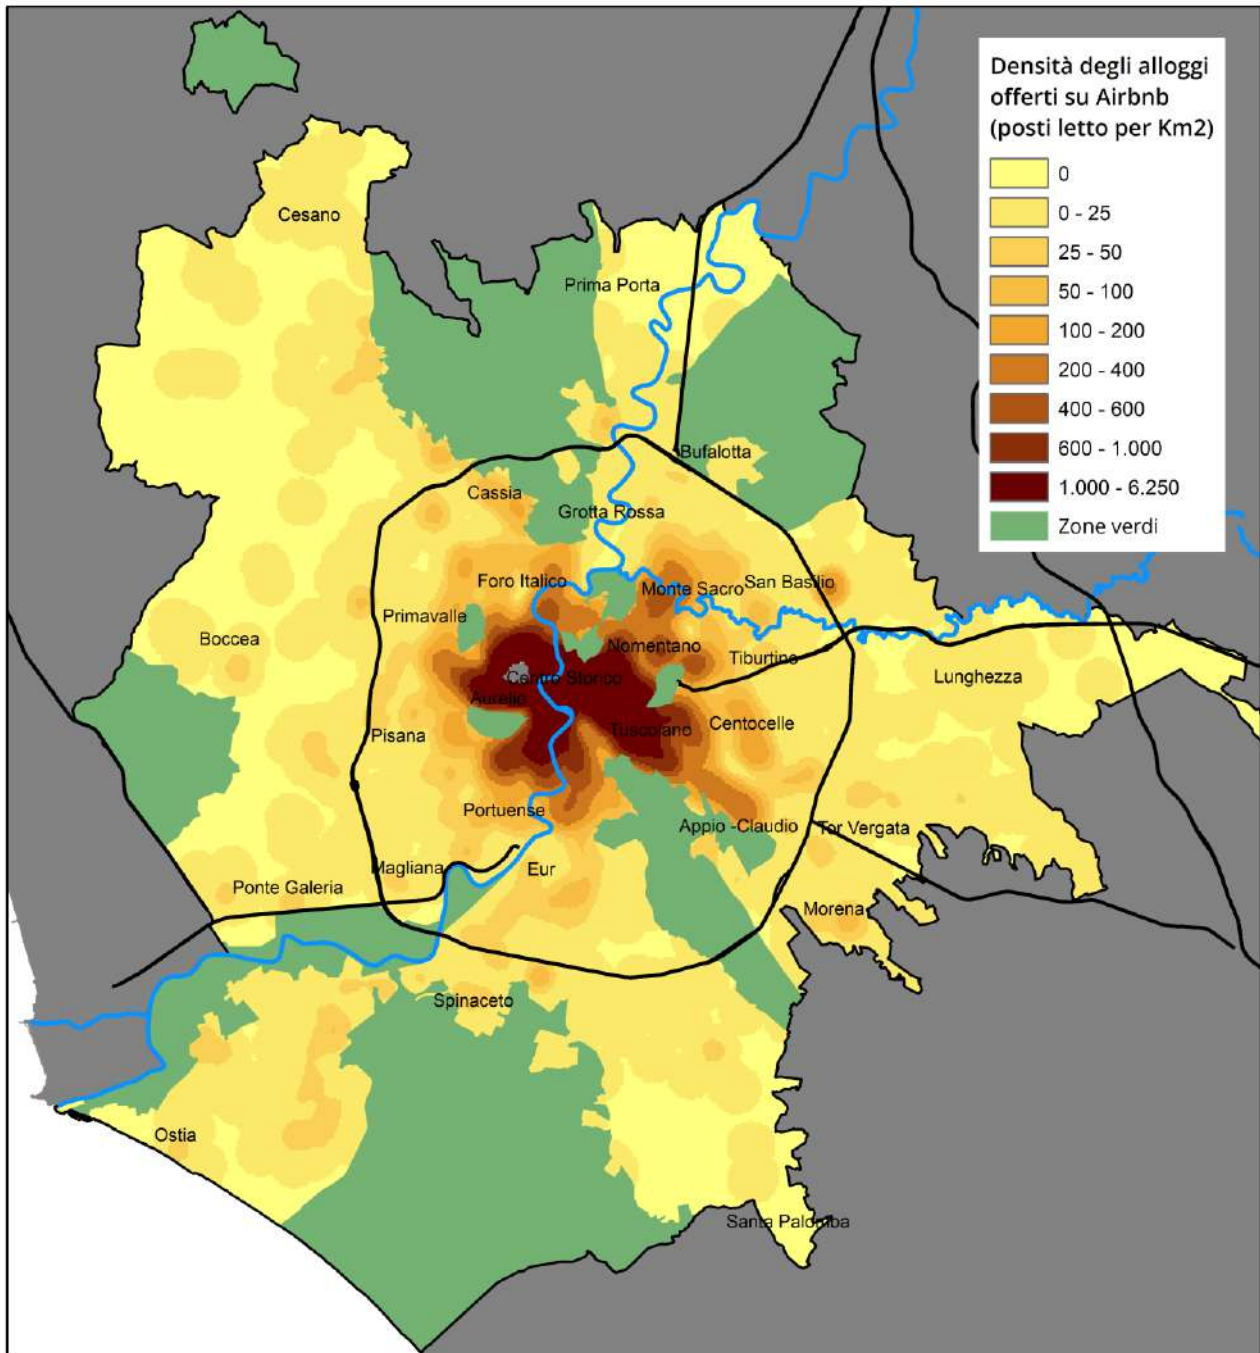 Densità degli alloggi
offerti su Airbnb
(posti letto per Km2)
0
0 - 25
25 - 50
50 - 100
100 - 200
200 - 400
400 - 600
600 - 1.000
1.000 - 6.250
Zone verdi
Cesano
Prima Porta
Bufalotta
Cassia
Grotta Rossa
Foro Italico
Monte Sacro
San Basilio
Primavalle
Boccea
Nomentano
Tiburtino
Centro Storico
Lunghezza
Aurelio
Pisana
Tuscolano
Centocelle
Portuense
Appio -Claudio
Tor Vergata
Magliana
Eur
Ponte Galeria
Morena
Spinaceto
Ostia
Santa Palomba